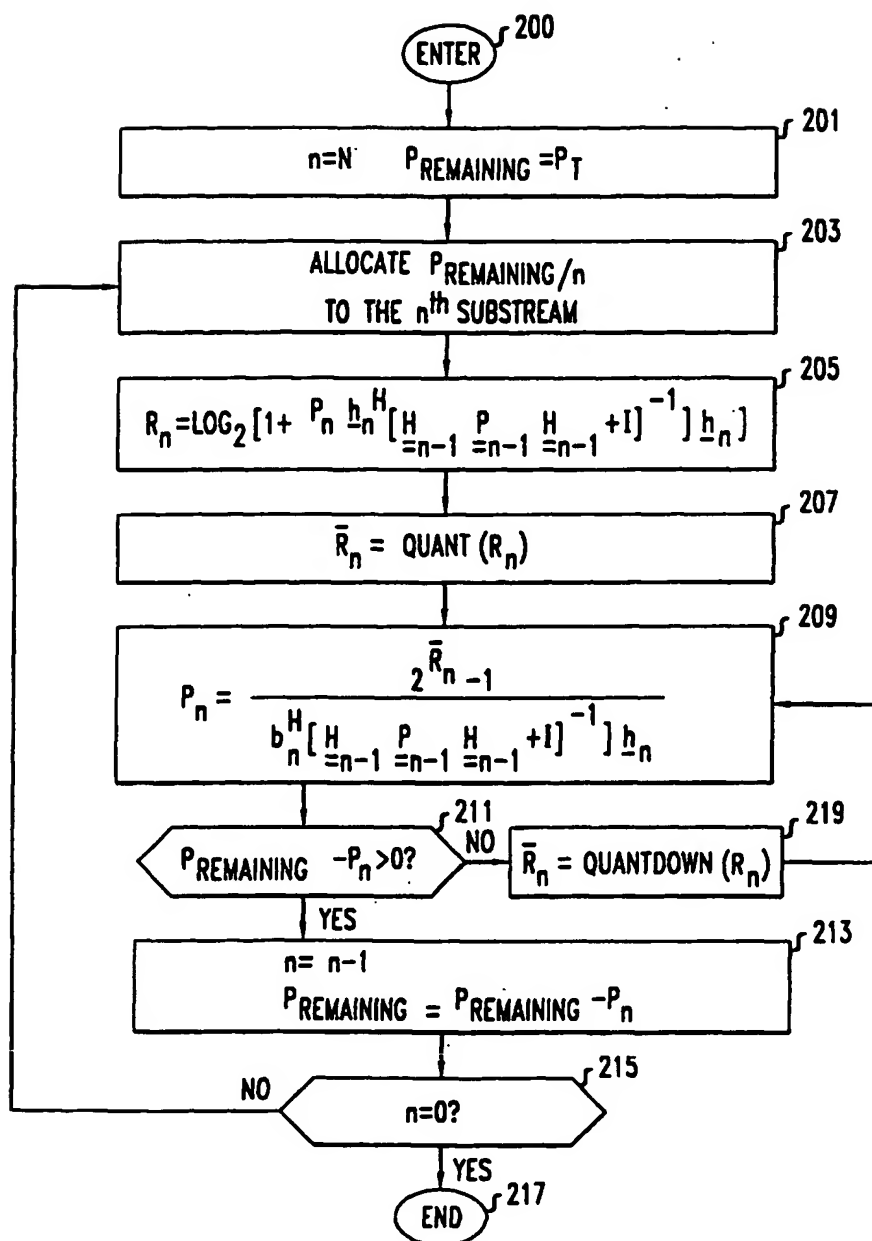 200
ENTER
201
n=N P_REMAINING =P_T
203
ALLOCATE P_REMAINING/n
TO THE n^th SUBSTREAM
205
R_n=LOG_2[1+ P_n h_n^H[H_n-1 P_n-1 H_n-1 +I]^-1] h_n]
207
R̄_n = QUANT (R_n)
209
P_n = 2^R̄_n -1
b_n^H[H_n-1 P_n-1 H_n-1 +I]^-1] h_n
211
P_REMAINING -P_n>0?
NO
219
R̄_n = QUANTDOWN (R_n)
YES
213
n= n-1
P_REMAINING = P_REMAINING -P_n
NO
215
n=0?
YES
217
END